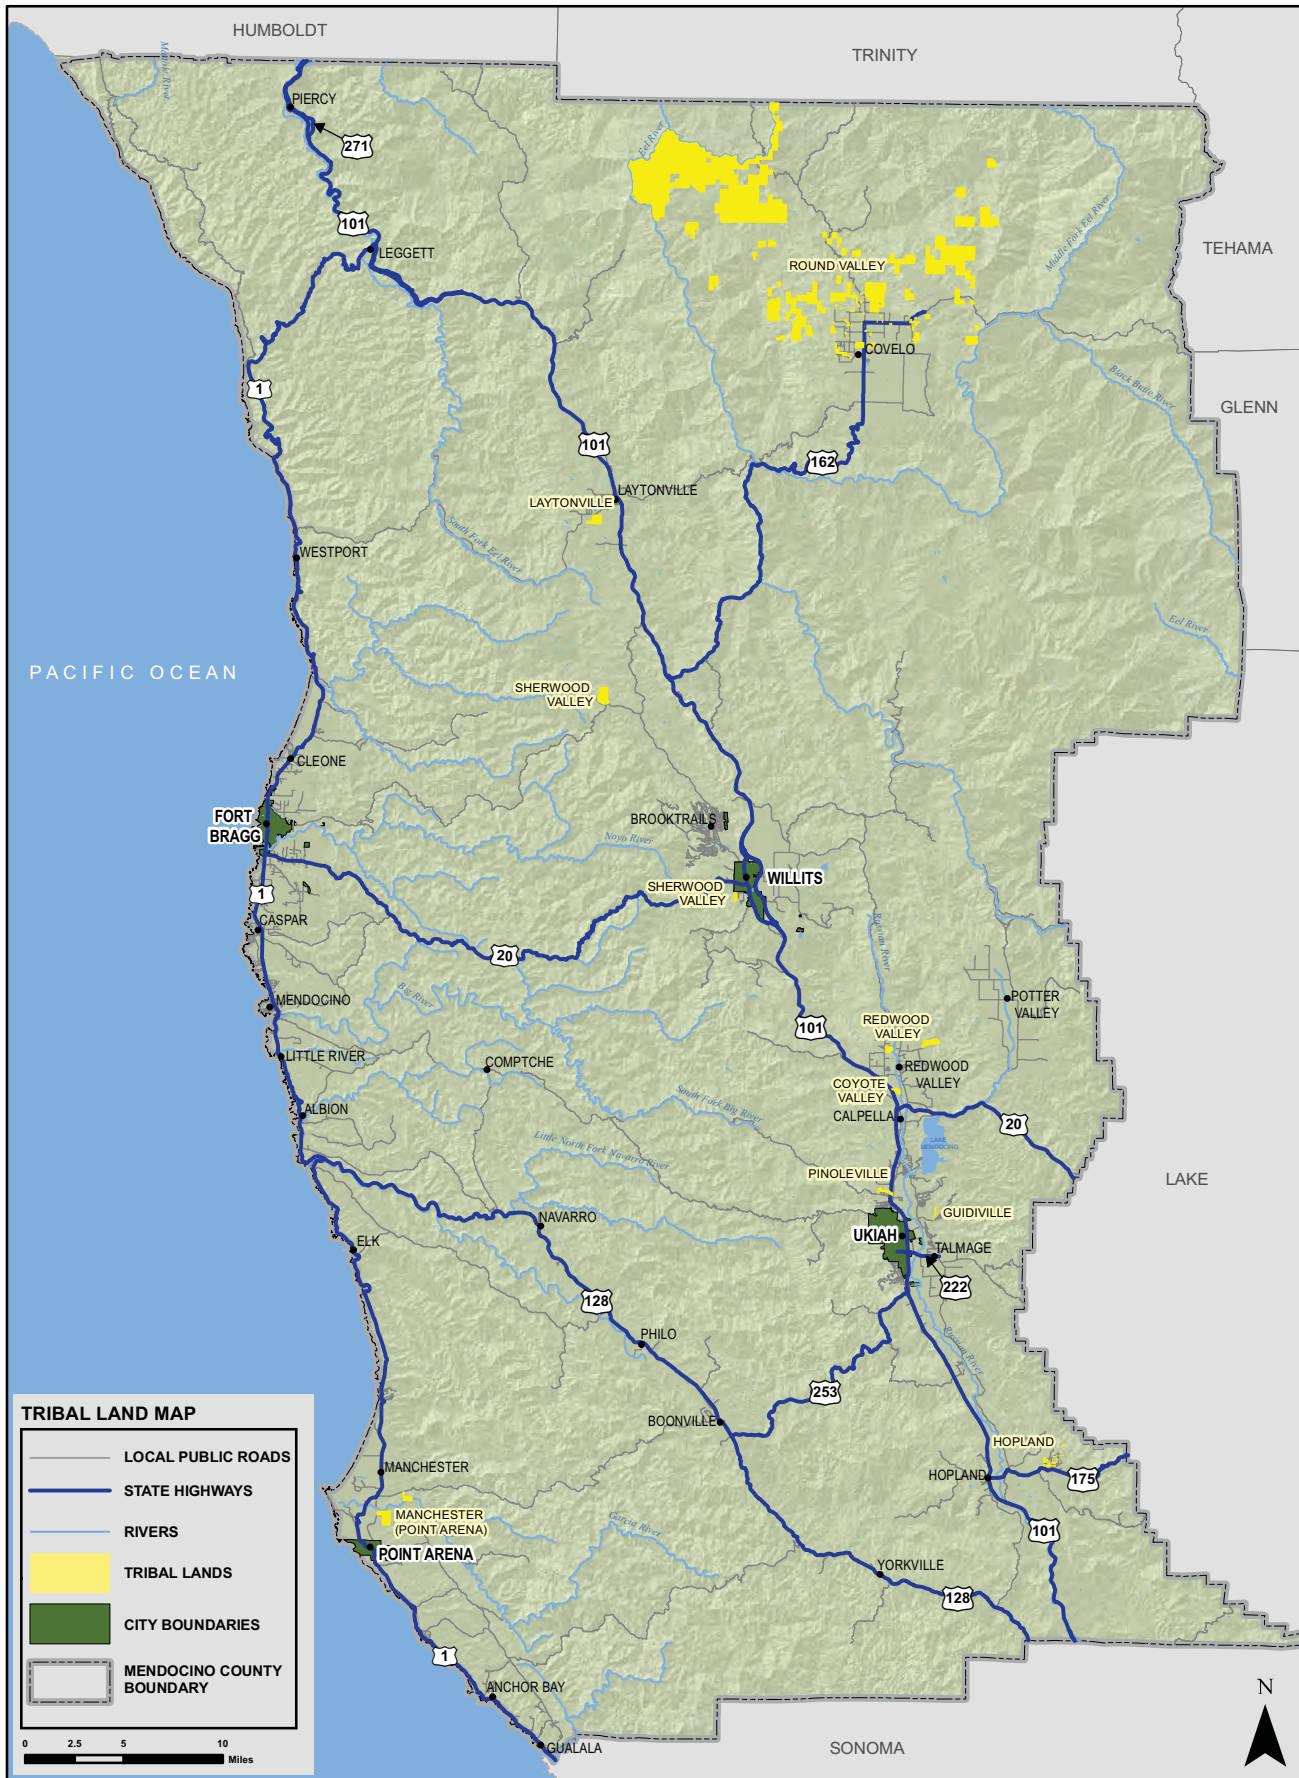 HUMBOLDT
TRINITY
Mattole River
PIERCY
271
Eel River
101
LEGGETT
Middle Fork Eel River
TEHAMA
ROUND VALLEY
COVELO
1
Black Butte River
GLENN
101
162
LAYTONVILLE
LAYTONVILLE
South Fork Eel River
WESTPORT
Eel River
PACIFIC OCEAN
SHERWOOD
VALLEY
CLEONE
FORT
BRAGG
BROOKTRAILS
Noyo River
WILLITS
SHERWOOD
VALLEY
1
CASPAR
20
Russian River
Big River
MENDOCINO
POTTER
VALLEY
101
REDWOOD
VALLEY
LITTLE RIVER
COMPTCHE
REDWOOD
VALLEY
COYOTE
VALLEY
South Fork Big River
ALBION
CALPELLA
20
LAKE
MENDOCINO
Little North Fork Navarro River
PINOLEVILLE
LAKE
GUIDIVILLE
NAVARRO
UKIAH
ELK
TALMAGE
222
128
PHILO
Russian River
253
BOONVILLE
HOPLAND
MANCHESTER
HOPLAND
175
MANCHESTER
(POINT ARENA)
Garcia River
101
POINT ARENA
YORKVILLE
128
1
ANCHOR BAY
GUALALA
SONOMA
N
TRIBAL LAND MAP
LOCAL PUBLIC ROADS
STATE HIGHWAYS
RIVERS
TRIBAL LANDS
CITY BOUNDARIES
MENDOCINO COUNTY
BOUNDARY
0 2.5 5 10
Miles